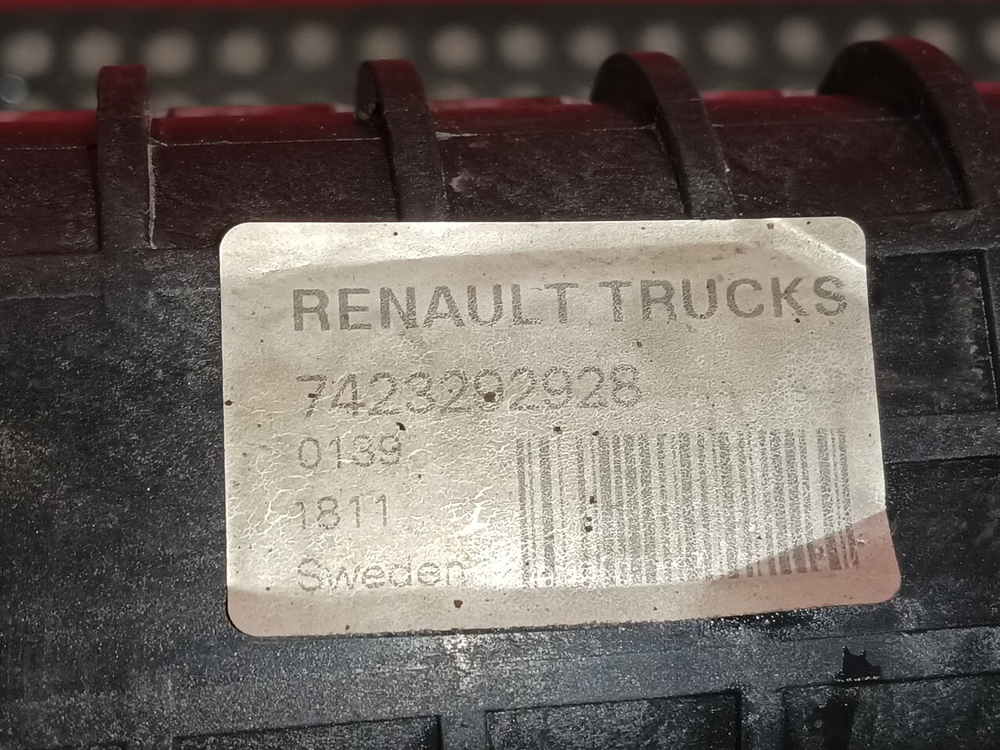 RENAULT TRUCKS
7423292928
0139
1811
Sweden